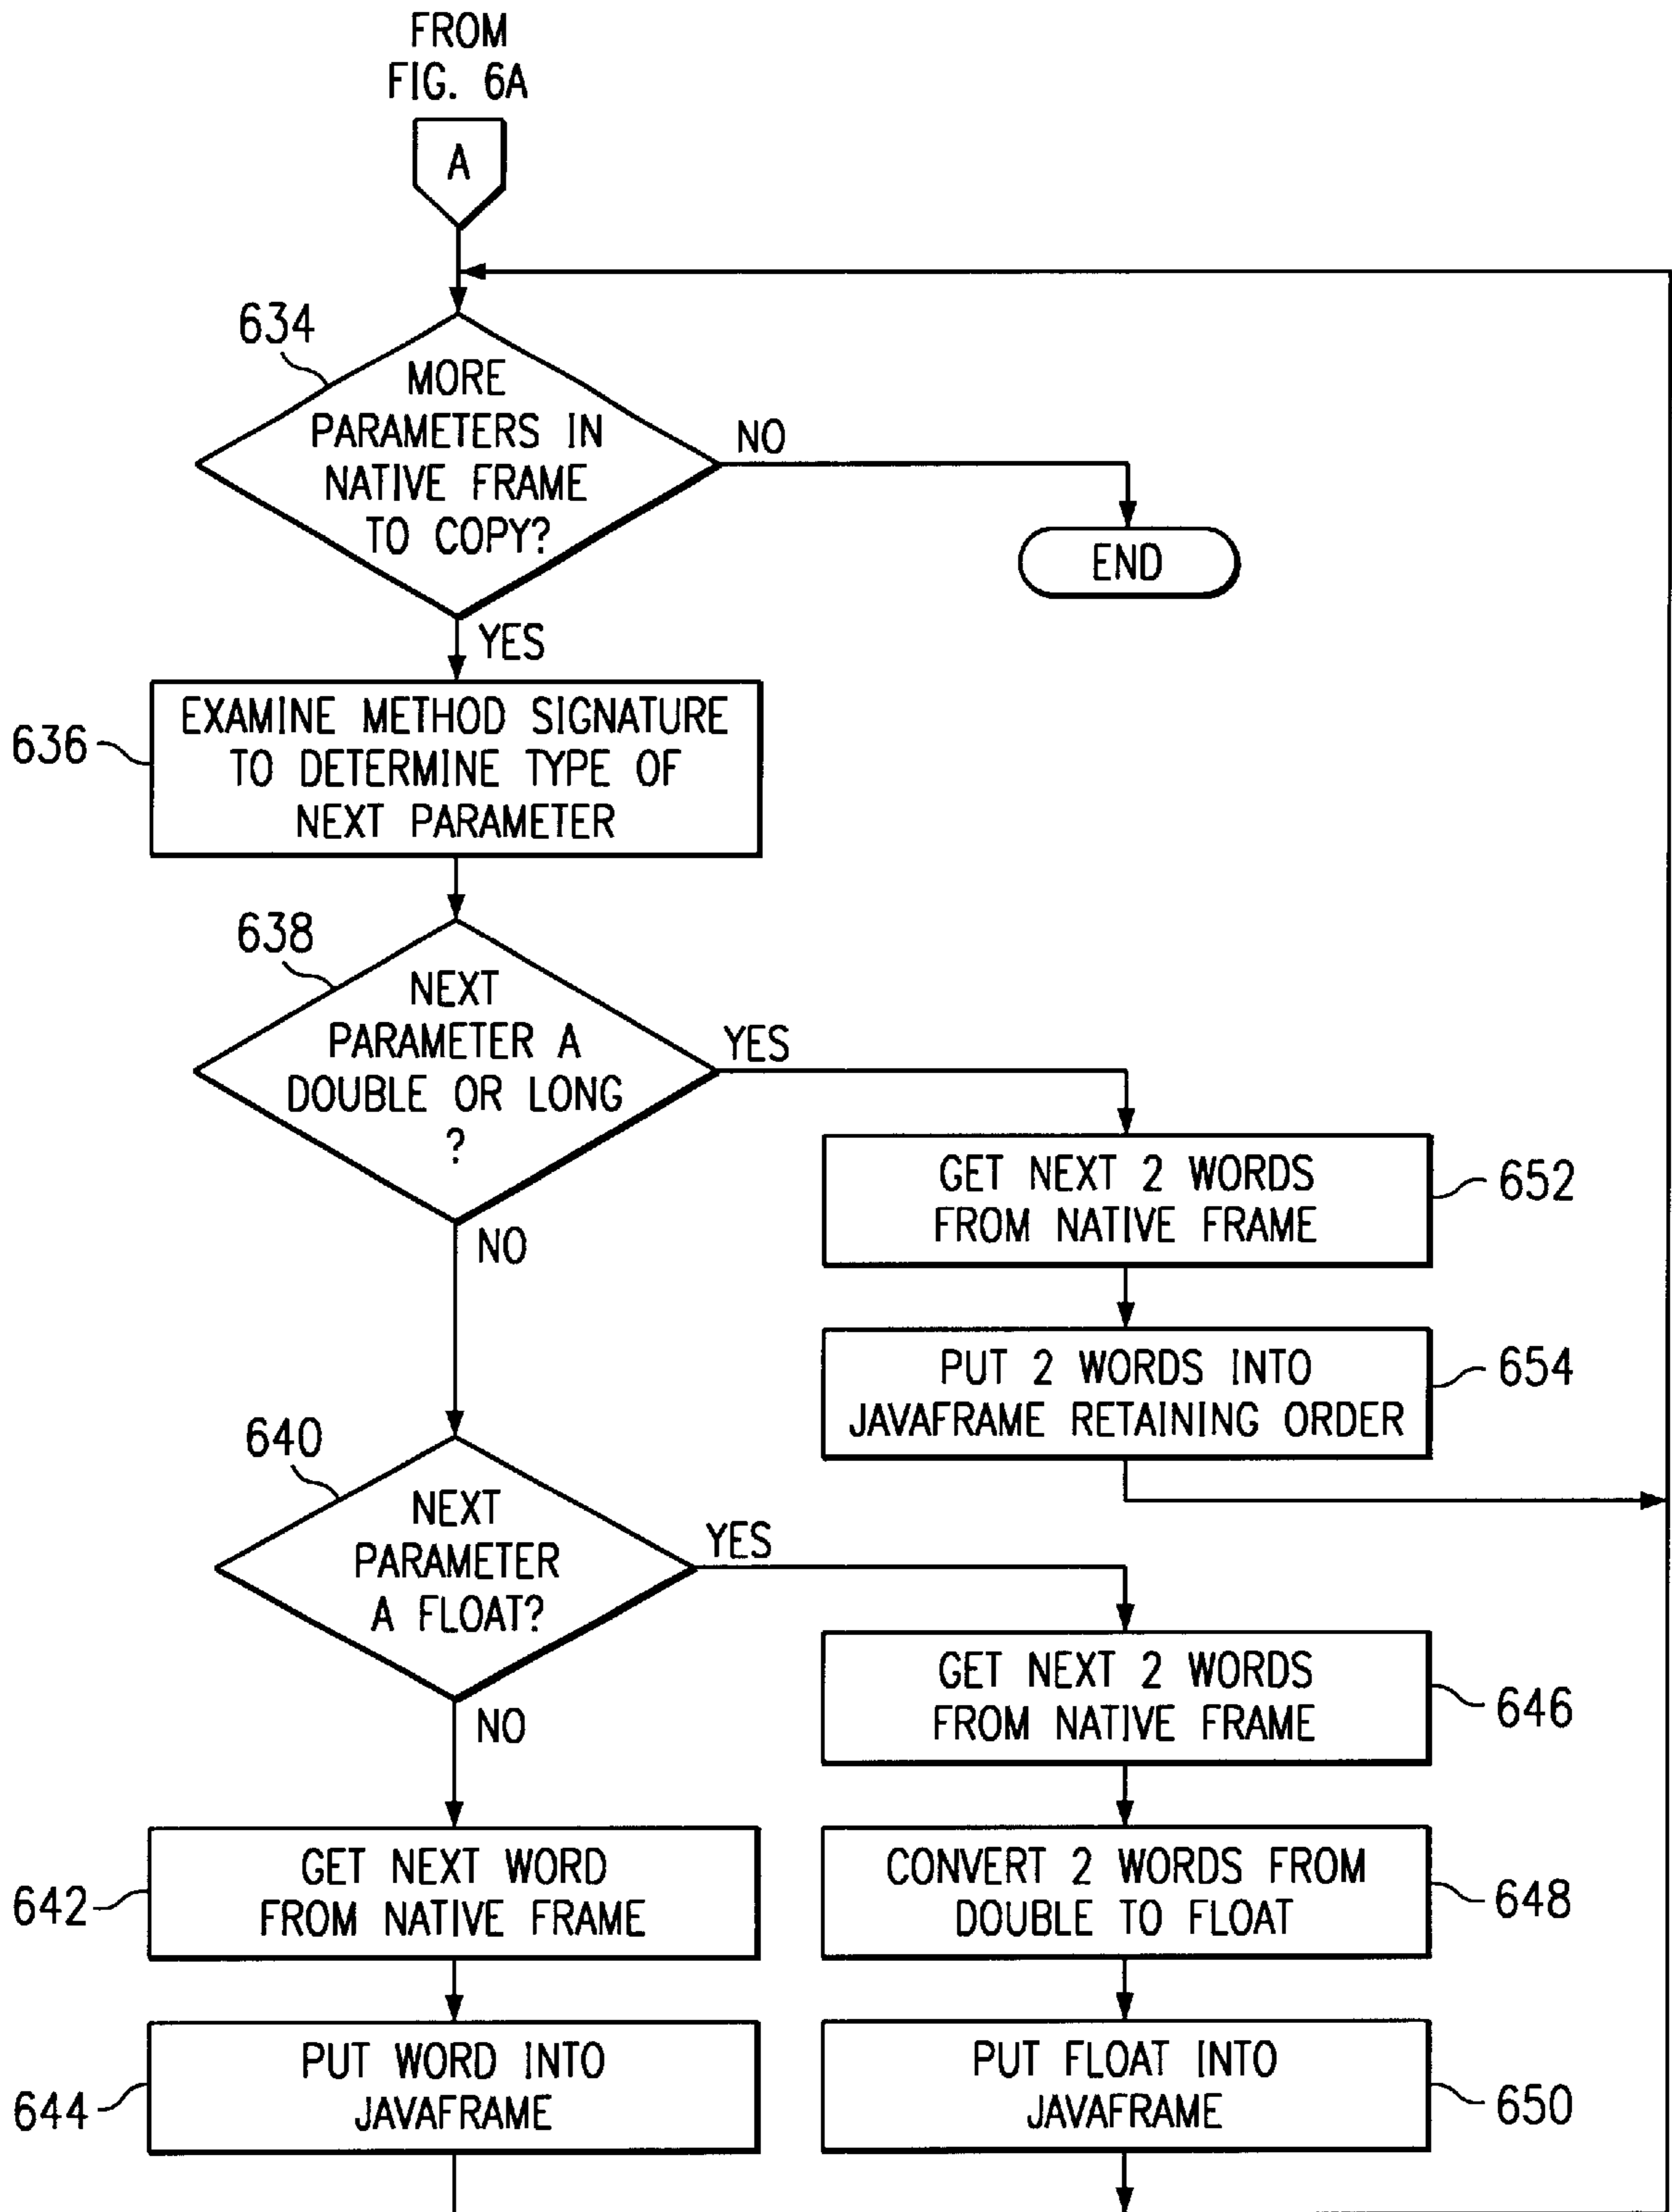 FROM
FIG. 6A
A
634
MORE
PARAMETERS IN
NATIVE FRAME
TO COPY?
NO
END
YES
636
EXAMINE METHOD SIGNATURE
TO DETERMINE TYPE OF
NEXT PARAMETER
638
NEXT
PARAMETER A
DOUBLE OR LONG
?
YES
NO
GET NEXT 2 WORDS
FROM NATIVE FRAME
652
PUT 2 WORDS INTO
JAVAFRAME RETAINING ORDER
654
640
NEXT
PARAMETER
A FLOAT?
YES
NO
GET NEXT 2 WORDS
FROM NATIVE FRAME
646
642
GET NEXT WORD
FROM NATIVE FRAME
CONVERT 2 WORDS FROM
DOUBLE TO FLOAT
648
644
PUT WORD INTO
JAVAFRAME
PUT FLOAT INTO
JAVAFRAME
650